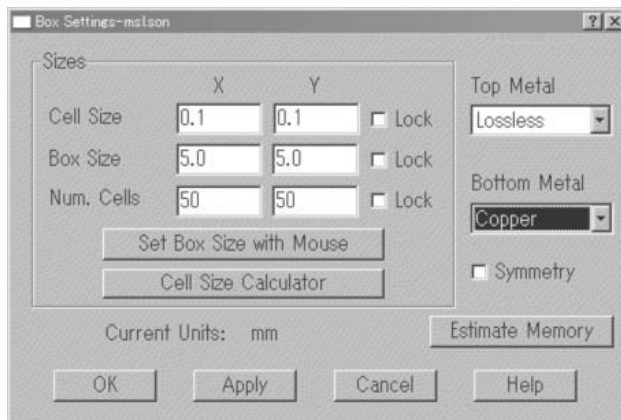 Box Settings-mslson ? ×
Sizes
X Y
Cell Size 0.1 0.1 Lock
Box Size 5.0 5.0 Lock
Num. Cells 50 50 Lock
Set Box Size with Mouse
Cell Size Calculator
Top Metal
Lossless
Bottom Metal
Copper
Symmetry
Current Units: mm
Estimate Memory
OK Apply Cancel Help